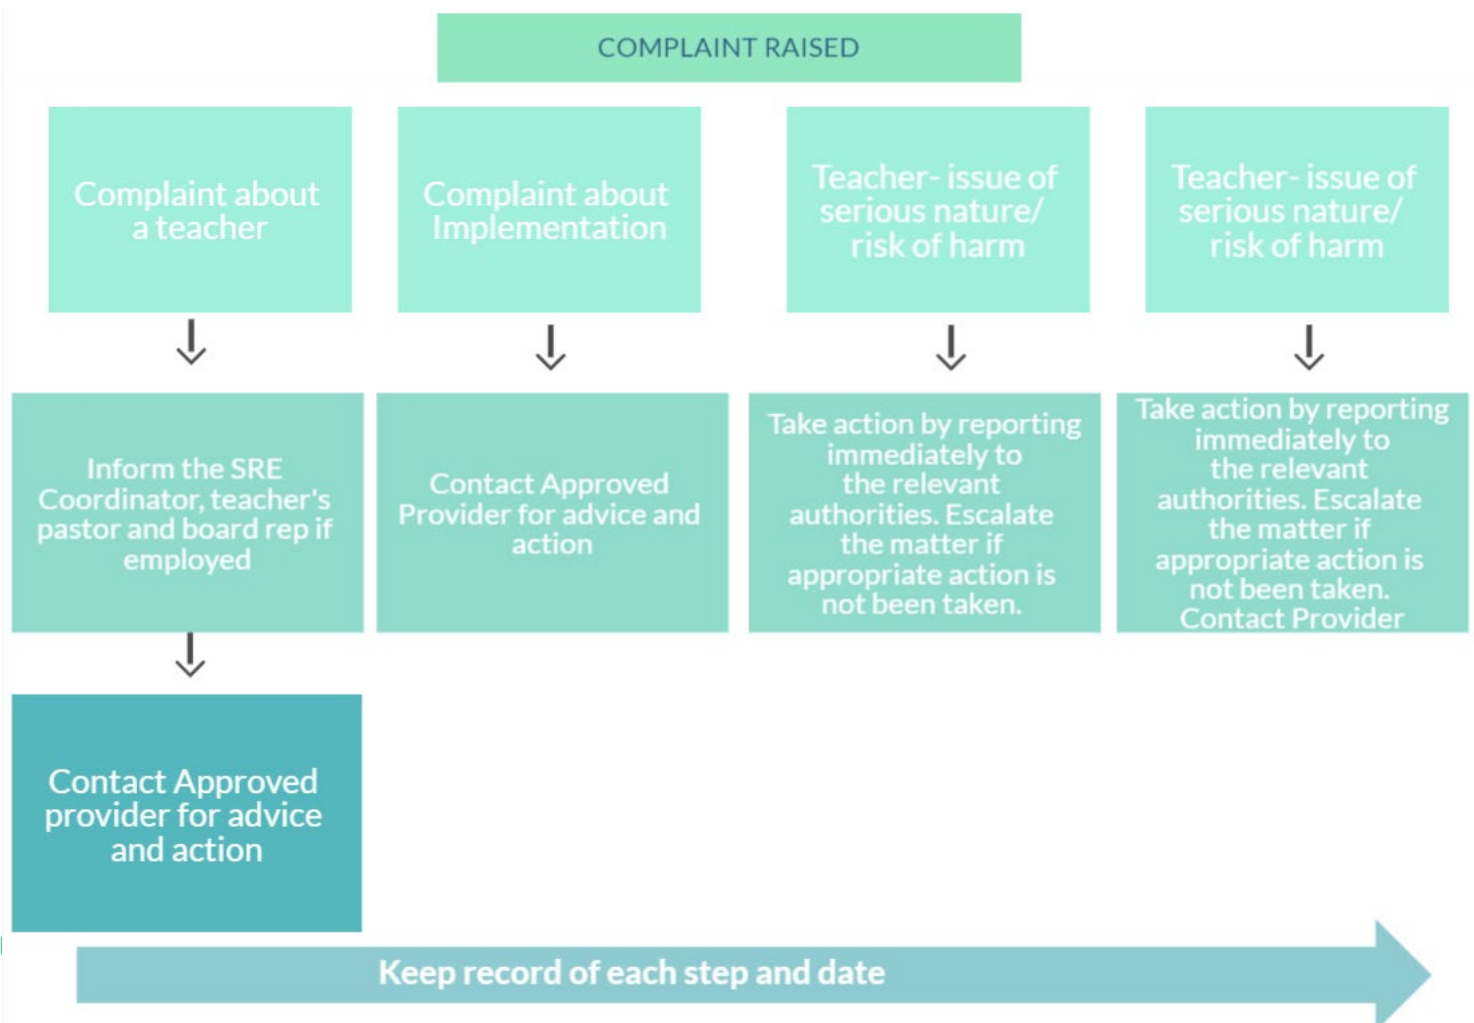 COMPLAINT RAISED
Complaint about
a teacher
Complaint about
Implementation
Teacher- issue of
serious nature/
risk of harm
Teacher- issue of
serious nature/
risk of harm
Inform the SRE
Coordinator, teacher's
pastor and board rep if
employed
Contact Approved
Provider for advice and
action
Take action by reporting
immediately to
the relevant
authorities. Escalate
the matter if
appropriate action is
not been taken.
Take action by reporting
immediately to
the relevant
authorities. Escalate
the matter if
appropriate action is
not been taken.
Contact Provider
Contact Approved
provider for advice
and action
Keep record of each step and date